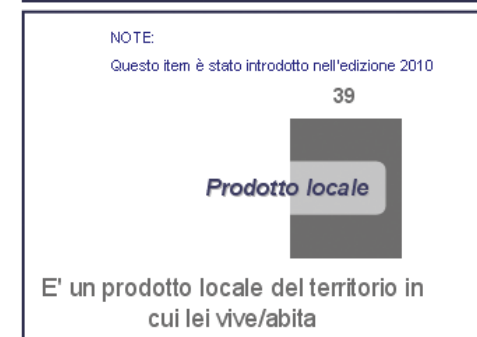 NOTE:
Questo item è stato introdotto nell'edizione 2010
39
Prodotto locale
E' un prodotto locale del territorio in
cui lei vive/abita